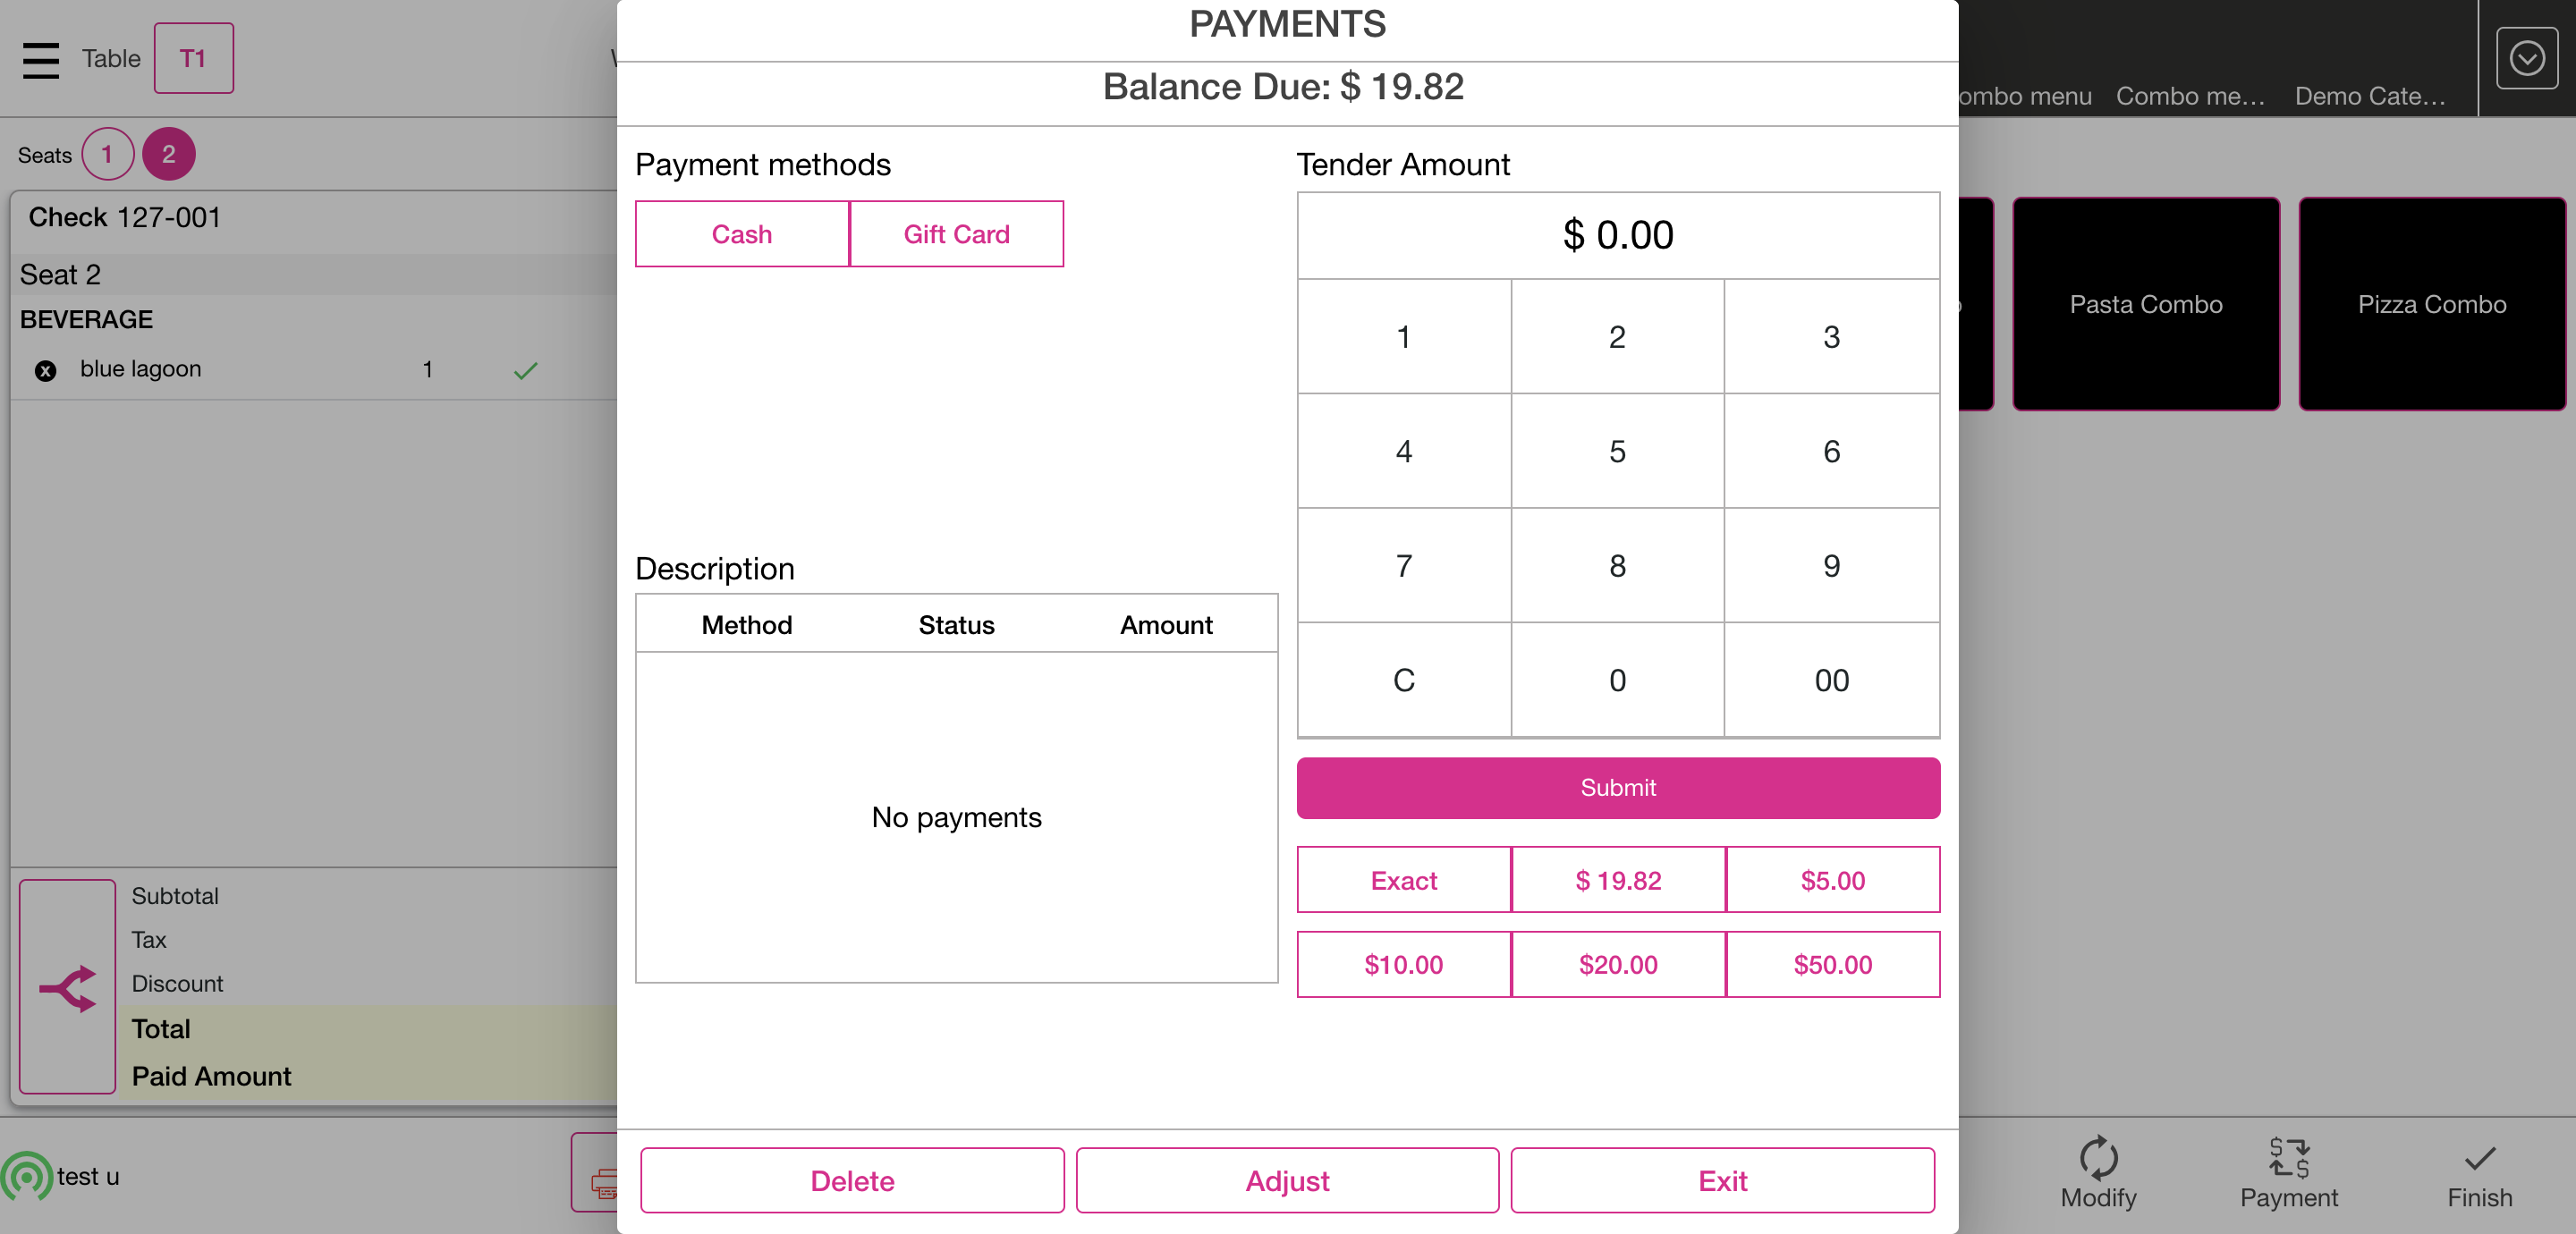 Table
T1
PAYMENTS
Balance Due: $ 19.82
ombo menu
Combo me...
Demo Cate...
Seats
1
2
Check 127-001
Seat 2
BEVERAGE
blue lagoon
1
Payment methods
Cash
Gift Card
Tender Amount
$ 0.00
1
2
3
4
5
6
7
8
9
C
0
00
Submit
Exact
$ 19.82
$5.00
$10.00
$20.00
$50.00
Description
Method
Status
Amount
No payments
Pasta Combo
Pizza Combo
Subtotal
Tax
Discount
Total
Paid Amount
test u
Delete
Adjust
Exit
Modify
Payment
Finish